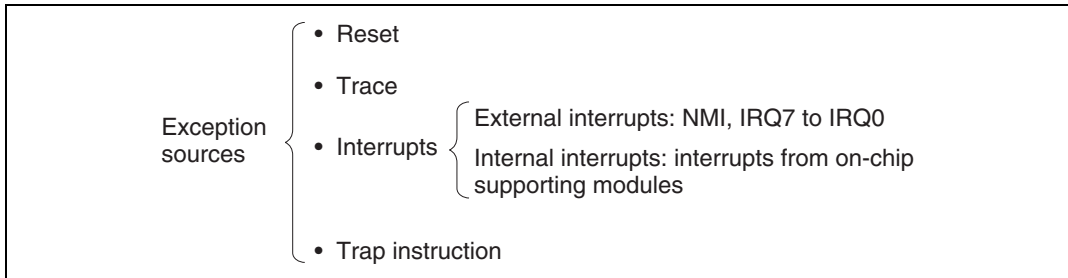 Exception
sources
• Reset
• Trace
• Interrupts
External interrupts: NMI, IRQ7 to IRQ0
Internal interrupts: interrupts from on-chip
supporting modules
• Trap instruction